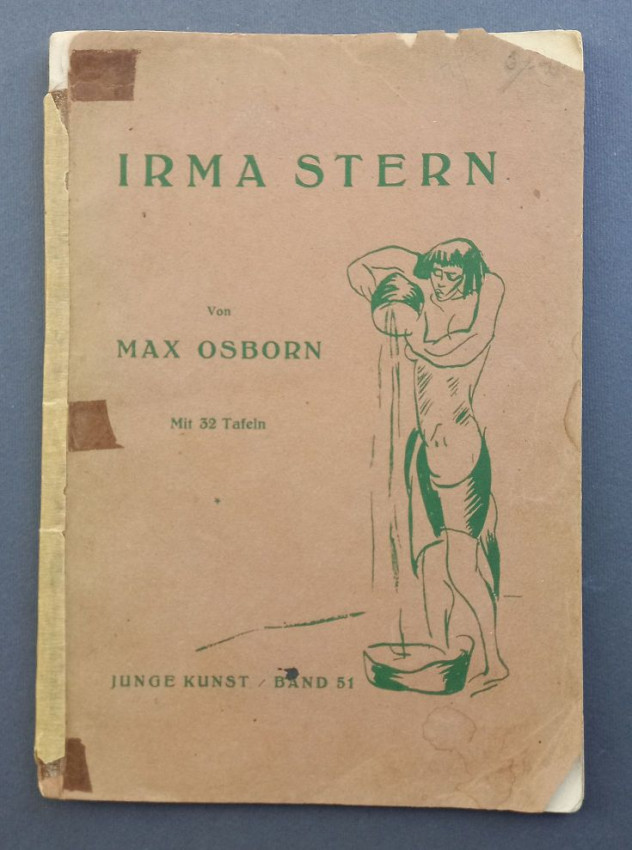 IRMA STERN
Von
MAX OSBORN
Mit 32 Tafeln
JUNGE KUNST / BAND 51